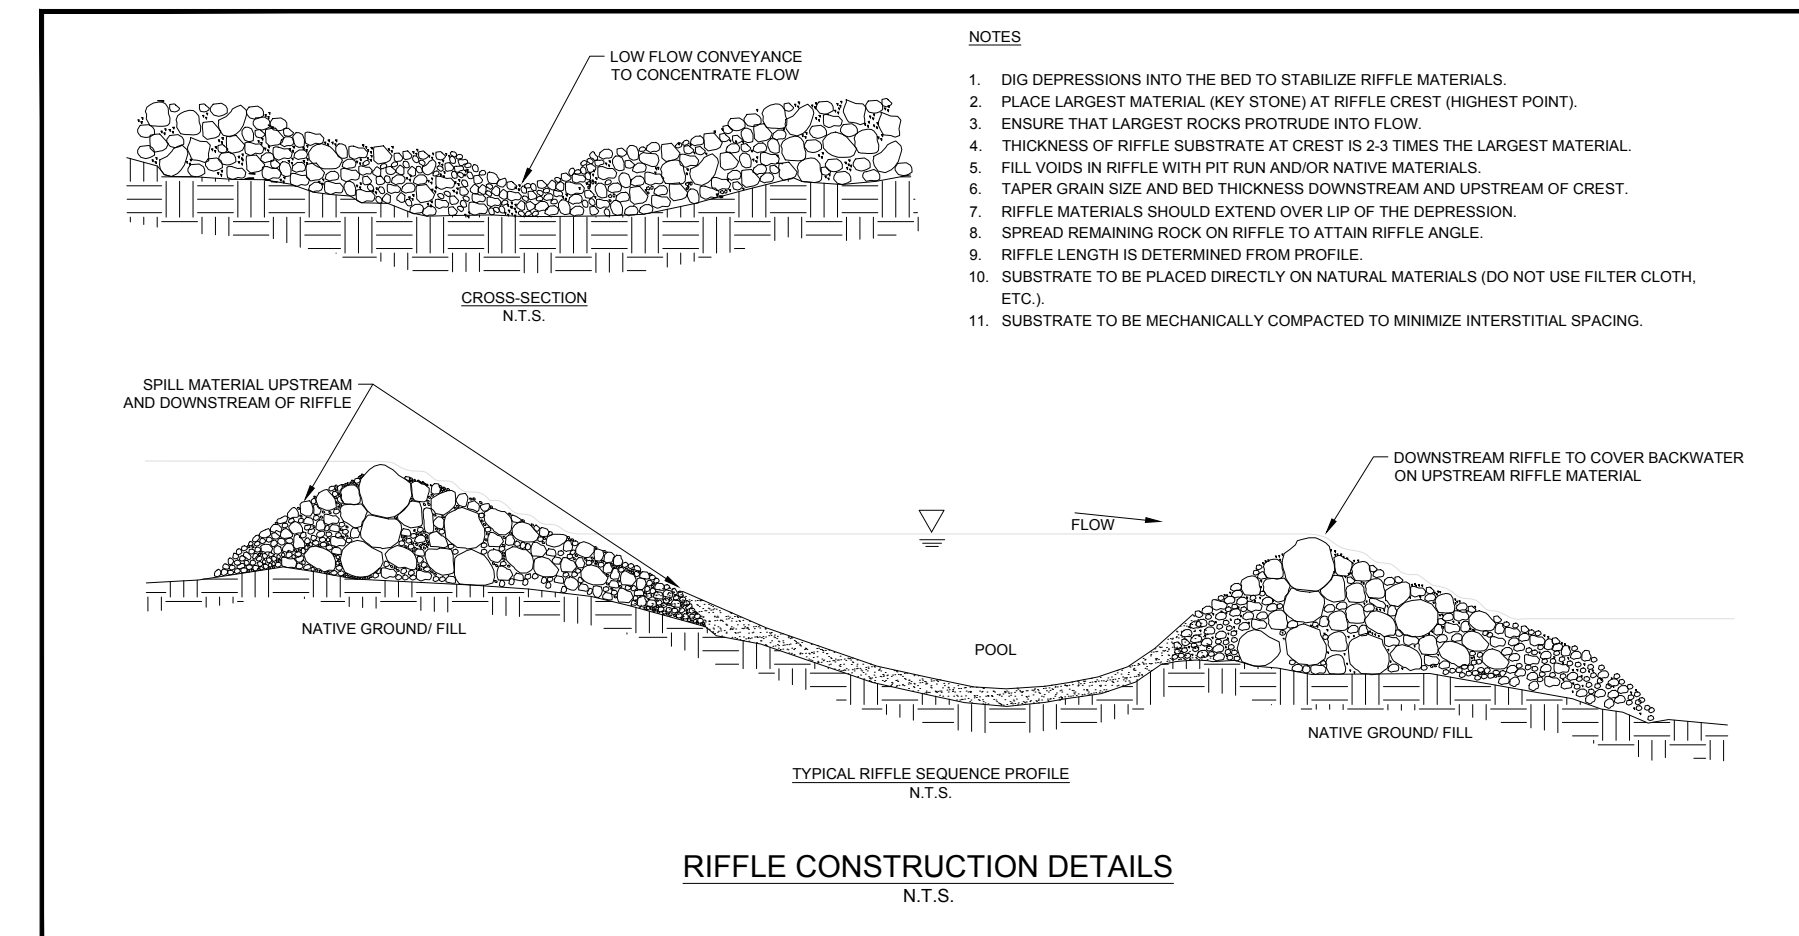 LOW FLOW CONVEYANCE
TO CONCENTRATE FLOW
CROSS-SECTION
N.T.S.
NOTES
1. DIG DEPRESSIONS INTO THE BED TO STABILIZE RIFFLE MATERIALS.
2. PLACE LARGEST MATERIAL (KEY STONE) AT RIFFLE CREST (HIGHEST POINT).
3. ENSURE THAT LARGEST ROCKS PROTRUDE INTO FLOW.
4. THICKNESS OF RIFFLE SUBSTRATE AT CREST IS 2-3 TIMES THE LARGEST MATERIAL.
5. FILL VOIDS IN RIFFLE WITH PIT RUN AND/OR NATIVE MATERIALS.
6. TAPER GRAIN SIZE AND BED THICKNESS DOWNSTREAM AND UPSTREAM OF CREST.
7. RIFFLE MATERIALS SHOULD EXTEND OVER LIP OF THE DEPRESSION.
8. SPREAD REMAINING ROCK ON RIFFLE TO ATTAIN RIFFLE ANGLE.
9. RIFFLE LENGTH IS DETERMINED FROM PROFILE.
10. SUBSTRATE TO BE PLACED DIRECTLY ON NATURAL MATERIALS (DO NOT USE FILTER CLOTH,
ETC.).
11. SUBSTRATE TO BE MECHANICALLY COMPACTED TO MINIMIZE INTERSTITIAL SPACING.
SPILL MATERIAL UPSTREAM
AND DOWNSTREAM OF RIFFLE
DOWNSTREAM RIFFLE TO COVER BACKWATER
ON UPSTREAM RIFFLE MATERIAL
FLOW
NATIVE GROUND/ FILL
POOL
NATIVE GROUND/ FILL
TYPICAL RIFFLE SEQUENCE PROFILE
N.T.S.
RIFFLE CONSTRUCTION DETAILS
N.T.S.